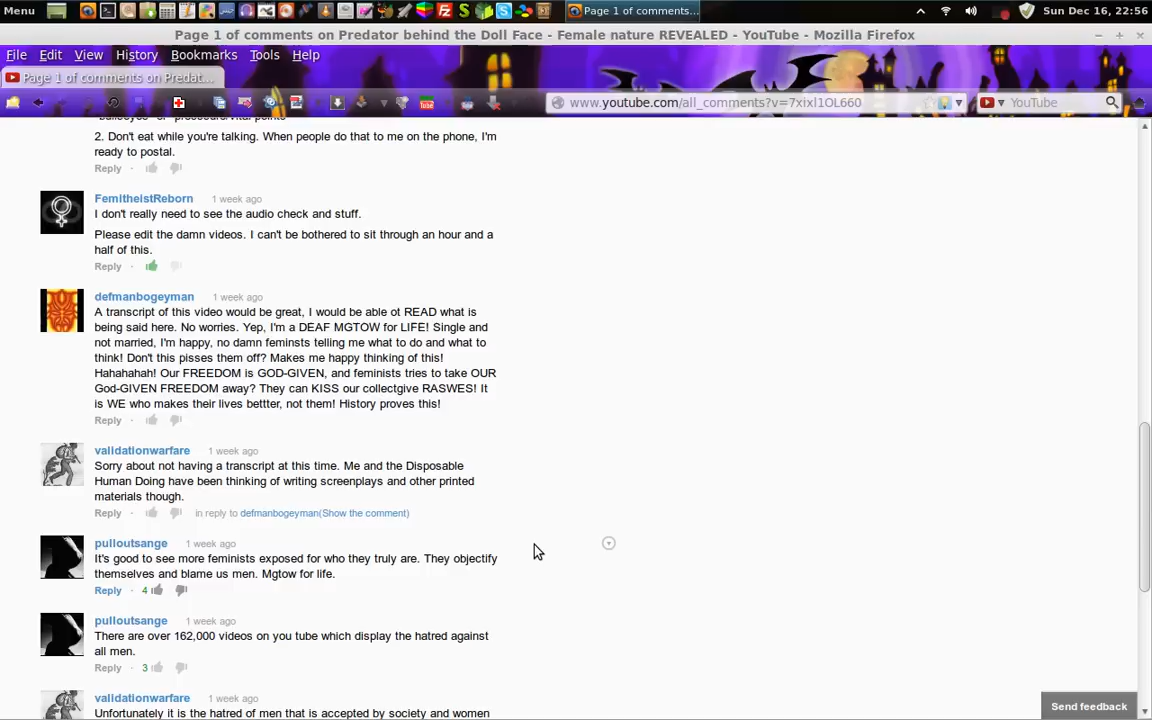 Menu
Page 1 of comments...
Sun Dec 16, 22:56
Page 1 of comments on Predator behind the Doll Face - Female nature REVEALED - YouTube - Mozilla Firefox
File Edit View History Bookmarks Tools Help
Page 1 of comments on Predat...
www.youtube.com/all_comments?v=7xixl1OL660
YouTube
2. Don't eat while you're talking. When people do that to me on the phone, I'm
ready to postal.
Reply ·
FemitheistReborn 1 week ago
I don't really need to see the audio check and stuff.
Please edit the damn videos. I can't be bothered to sit through an hour and a
half of this.
Reply ·
defmanbogeyman 1 week ago
A transcript of this video would be great, I would be able ot READ what is
being said here. No worries. Yep, I'm a DEAF MGTOW for LIFE! Single and
not married, I'm happy, no damn feminsts telling me what to do and what to
think! Don't this pisses them off? Makes me happy thinking of this!
Hahahahah! Our FREEDOM is GOD-GIVEN, and feminists tries to take OUR
God-GIVEN FREEDOM away? They can KISS our collectgive RASWES! It
is WE who makes their lives bettter, not them! History proves this!
Reply ·
validationwarfare 1 week ago
Sorry about not having a transcript at this time. Me and the Disposable
Human Doing have been thinking of writing screenplays and other printed
materials though.
Reply · in reply to defmanbogeyman(Show the comment)
pulloutsange 1 week ago
It's good to see more feminists exposed for who they truly are. They objectify
themselves and blame us men. Mgtow for life.
Reply · 4
pulloutsange 1 week ago
There are over 162,000 videos on you tube which display the hatred against
all men.
Reply · 3
validationwarfare 1 week ago
Unfortunately it is the hatred of men that is accepted by society and women
Send feedback